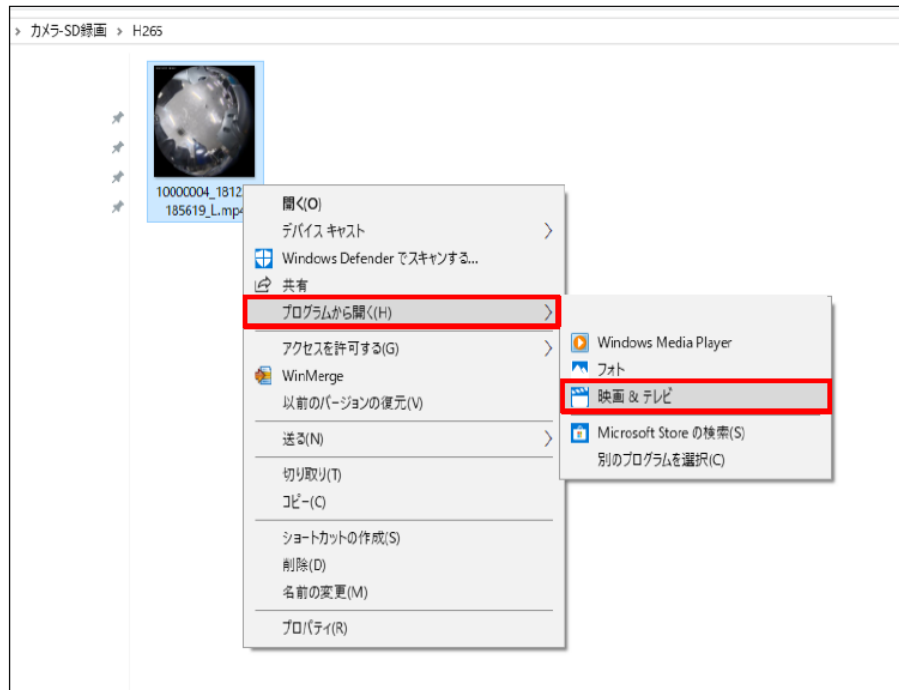 › カメラ-SD録画 › H265
10000004_1812
185619_L.mp4
開く(O)
デバイス キャスト
Windows Defender でスキャンする...
共有
プログラムから開く(H)
アクセスを許可する(G)
WinMerge
以前のバージョンの復元(V)
送る(N)
切り取り(T)
コピー(C)
ショートカットの作成(S)
削除(D)
名前の変更(M)
プロパティ(R)
Windows Media Player
フォト
映画 & テレビ
Microsoft Store の検索(S)
別のプログラムを選択(C)